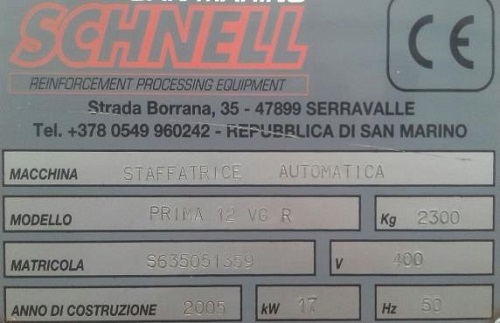 SAN MARINO
SCHNELL
REINFORCEMENT PROCESSING EQUIPMENT
CE
Strada Borrana, 35 - 47899 SERRAVALLE
Tel. +378 0549 960242 - REPUBBLICA DI SAN MARINO
MACCHINA STAFFATRICE AUTOMATICA
MODELLO PRIMA 12 VG R Kg 2300
MATRICOLA S635051359 V 400
ANNO DI COSTRUZIONE 2005 kW 17 Hz 50